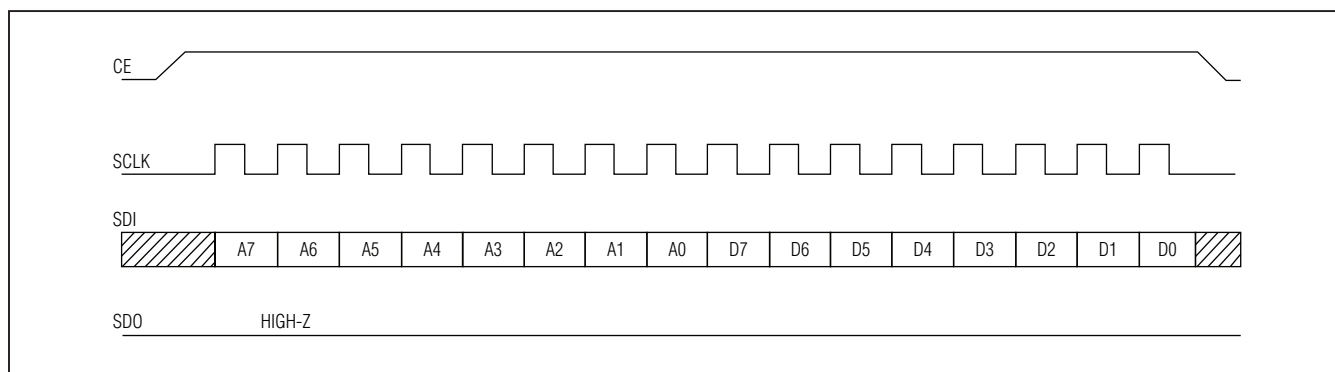 CE
SCLK
SDI
A7 A6 A5 A4 A3 A2 A1 A0 D7 D6 D5 D4 D3 D2 D1 D0
SDO HIGH-Z